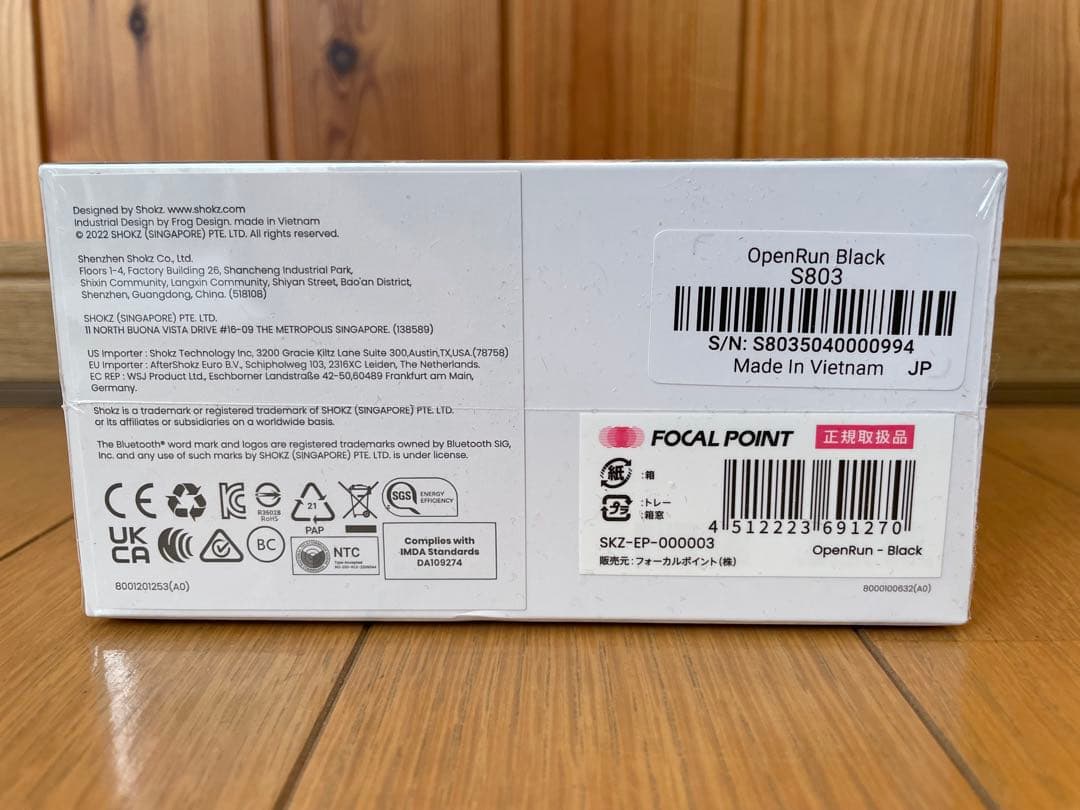 Designed by Shokz. www.shokz.com
Industrial Design by Frog Design. made in Vietnam
© 2022 SHOKZ (SINGAPORE) PTE. LTD. All rights reserved.
Shenzhen Shokz Co., Ltd.
Floors 1-4, Factory Building 26, Shancheng Industrial Park,
Shixin Community, Langxin Community, Shiyan Street, Bao'an District,
Shenzhen, Guangdong, China. (518108)
SHOKZ (SINGAPORE) PTE. LTD.
11 NORTH BUONA VISTA DRIVE #16-09 THE METROPOLIS SINGAPORE. (138589)
US Importer : Shokz Technology Inc, 3200 Gracie Kiltz Lane Suite 300,Austin,TX,USA.(78758)
EU Importer : AfterShokz Euro B.V., Schipholweg 103, 2316XC Leiden, The Netherlands.
EC REP : WSJ Product Ltd., Eschborner Landstraße 42-50,60489 Frankfurt am Main,
Germany.
Shokz is a trademark or registered trademark of SHOKZ (SINGAPORE) PTE. LTD.
or its affiliates or subsidiaries on a worldwide basis.
The Bluetooth® word mark and logos are registered trademarks owned by Bluetooth SIG,
Inc. and any use of such marks by SHOKZ (SINGAPORE) PTE. LTD. is under license.
CE
R36028
RoHS
21
PAP
SGS ENERGY
EFFICIENCY
UK
CA
BC
NTC
Type Accepted
Complies with
IMDA Standards
DA109274
8001201253(A0)
OpenRun Black
S803
S/N: S8035040000994
Made In Vietnam JP
FOCAL POINT 正規取扱品
紙 :箱
プラ :トレー
:箱窓
4 512223 691270
SKZ-EP-000003
OpenRun - Black
販売元:フォーカルポイント(株)
8000100632(A0)